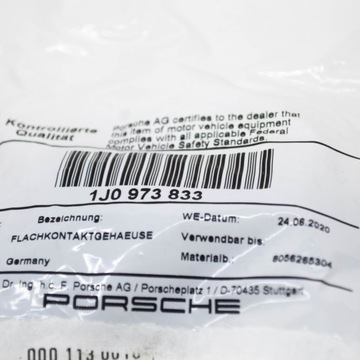 Kontrollierte
Qualität
Porsche AG certifies to the dealer that
this item of motor vehicle equipment
complies with all applicable Federal
Motor Vehicle Safety Standards.
1J0 973 833
Bezeichnung: WE-Datum: 24.06.2020
FLACHKONTAKTGEHAEUSE Verwendbar bis:
Germany Materialb.: 8056265304
Dr. Ing. h.c. F. Porsche AG / Porscheplatz 1 / D-70435 Stuttgart
PORSCHE
000 113